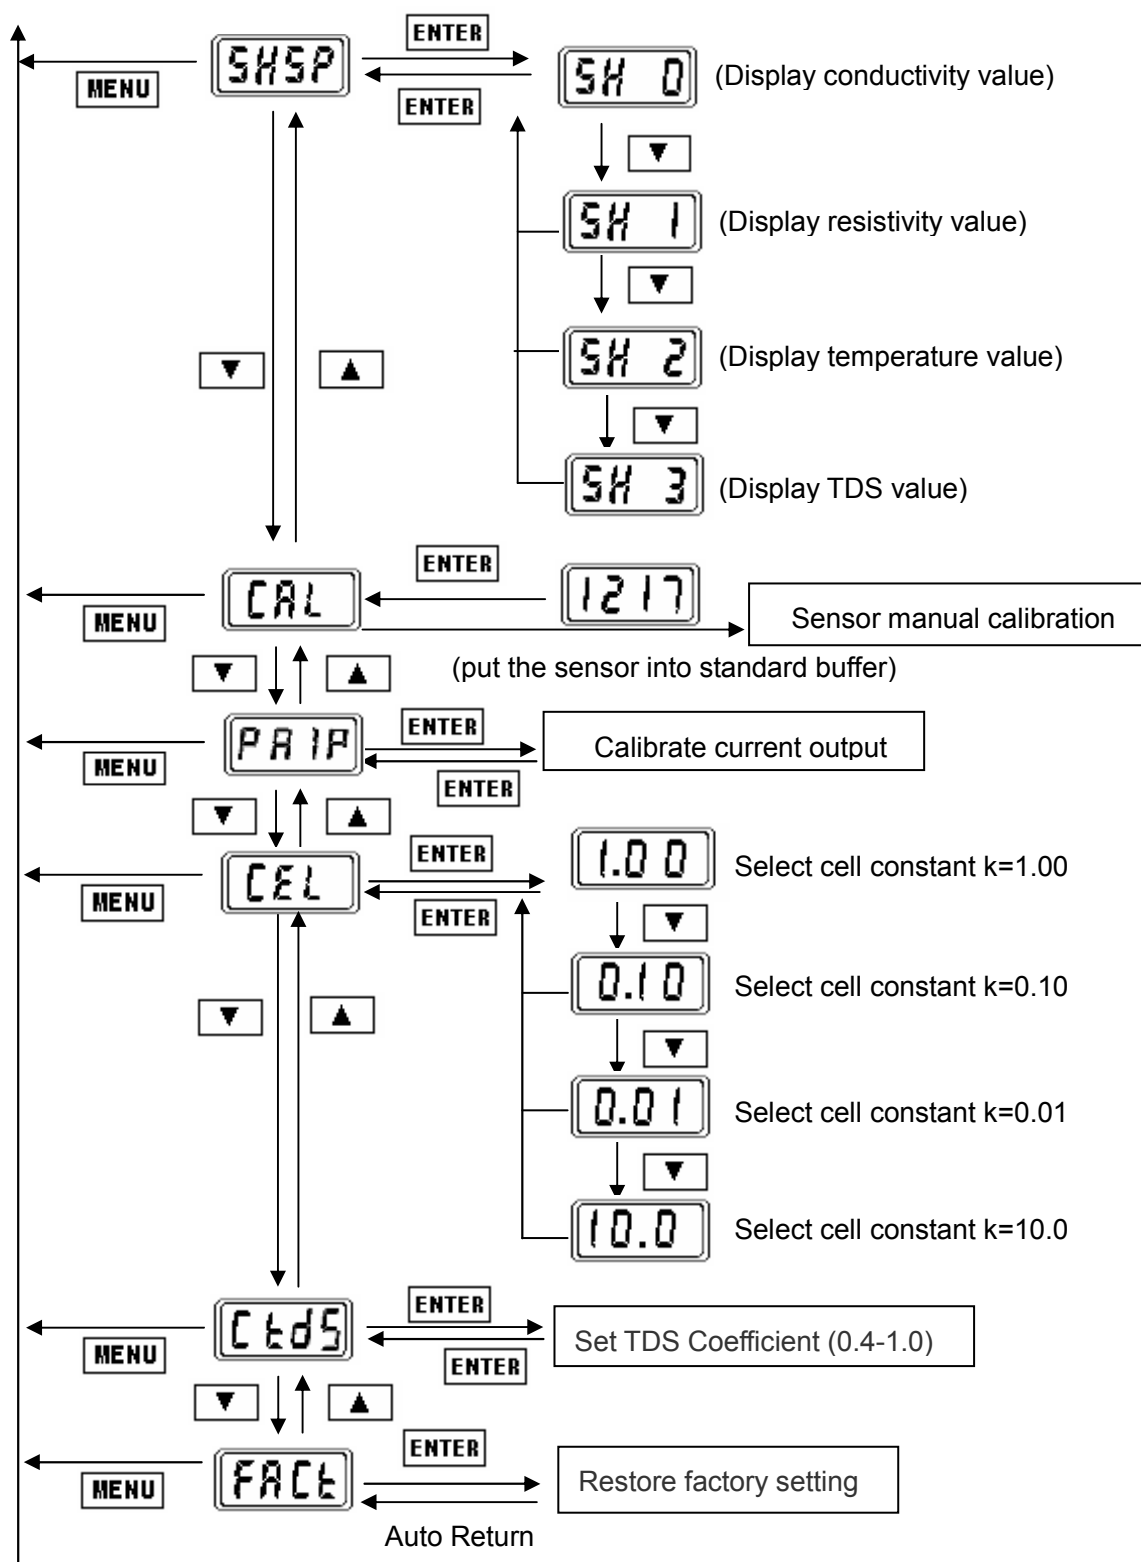 ENTER
SHSP
MENU
ENTER
SH 0 (Display conductivity value)
▼
SH 1 (Display resistivity value)
▼
▼ ▲
SH 2 (Display temperature value)
▼
SH 3 (Display TDS value)
ENTER
CAL 1217
MENU
Sensor manual calibration
(put the sensor into standard buffer)
▼ ▲
PA1P
ENTER
MENU
Calibrate current output
ENTER
▼ ▲
CEL
ENTER
MENU
ENTER
1.00 Select cell constant k=1.00
▼
0.10 Select cell constant k=0.10
▼ ▲
▼
0.01 Select cell constant k=0.01
▼
10.0 Select cell constant k=10.0
CtdS
ENTER
MENU
Set TDS Coefficient (0.4-1.0)
ENTER
▼ ▲
ENTER
FACt
MENU
Restore factory setting
Auto Return